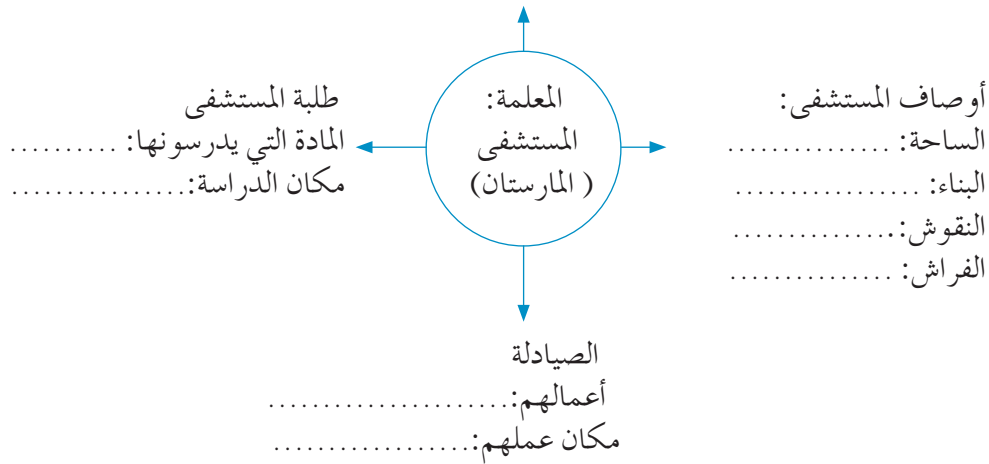 المعلمة:
المستشفى
( المارستان)
أوصاف المستشفى:
الساحة: ...............
البناء: .................
النقوش: ...............
الفراش: ...............
طلبة المستشفى
المادة التي يدرسونها: ..........
مكان الدراسة:................
الصيادلة
أعمالهم:......................
مكان عملهم:..................